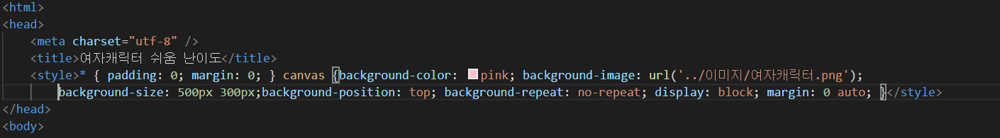 <html>
<head>
<meta charset="utf-8" />
<title>여자캐릭터 쉬움 난이도</title>
<style>* { padding: 0; margin: 0; } canvas {background-color: pink; background-image: url('../이미지/여자캐릭터.png');
background-size: 500px 300px;background-position: top; background-repeat: no-repeat; display: block; margin: 0 auto; }</style>
</head>
<body>